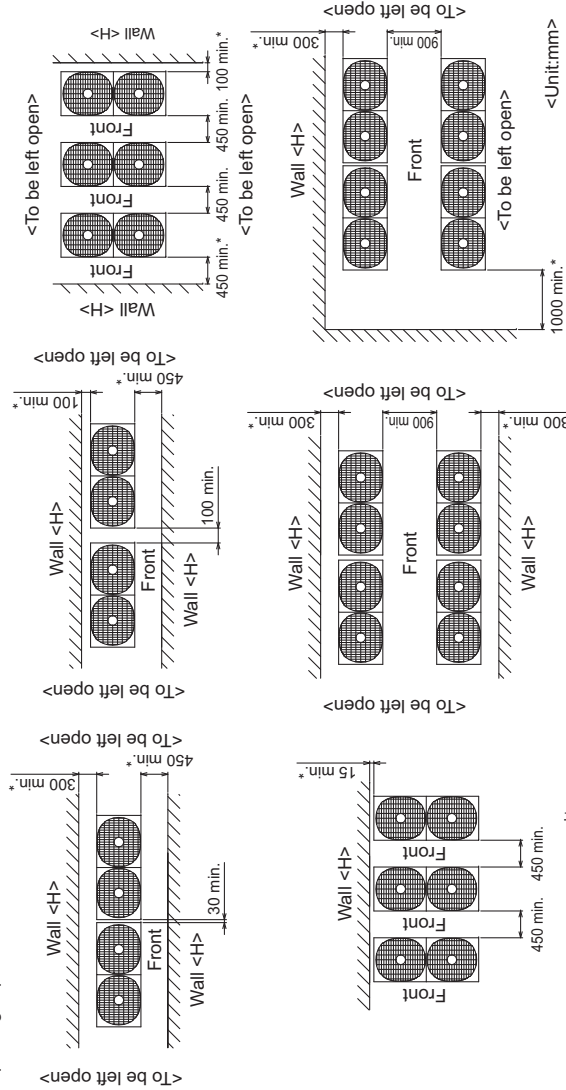 <To be left open>
Wall <H>
300 min.*
450 min.*
Front
30 min.
Wall <H>
<To be left open>
<To be left open>
Wall <H>
100 min.*
450 min.*
Front
100 min.
Wall <H>
<To be left open>
<To be left open>
Wall <H>
Wall <H>
Front
Front
Front
450 min.*
450 min.
450 min.
100 min.*
<To be left open>
Wall <H>
15 min.*
Front
Front
Front
450 min.
450 min.
<To be left open>
Wall <H>
300 min.*
900 min.
Front
300 min.*
Wall <H>
<To be left open>
<To be left open>
300 min.*
Wall <H>
900 min.
Front
<To be left open>
1000 min.*
<Unit:mm>